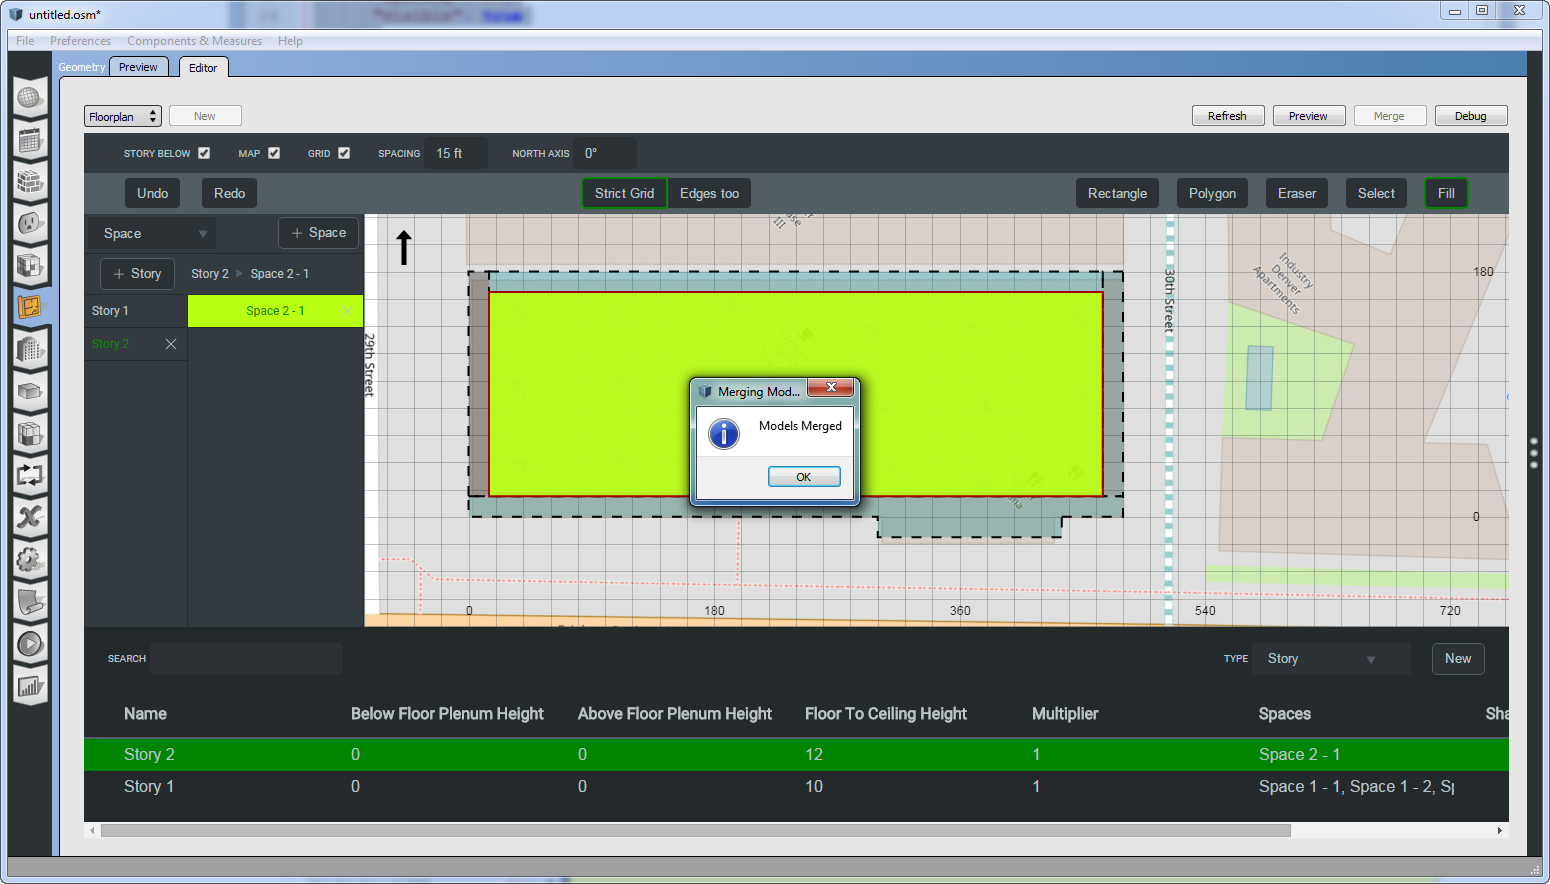 untitled.osm*
"visible": true,
File Preferences Components & Measures Help
Geometry Preview Editor
Floorplan New Refresh Preview Merge Debug
STORY BELOW MAP GRID SPACING 15 ft NORTH AXIS 0°
Undo Redo Strict Grid Edges too Rectangle Polygon Eraser Select Fill
Space + Space
+ Story Story 2 Space 2 - 1
Story 1 Space 2 - 1
Story 2
III
29th Street
30th Street
Industry
Denver
Apartments
180
0
0 180 360 540 720
Merging Mod...
Models Merged
OK
SEARCH TYPE Story New
Name Below Floor Plenum Height Above Floor Plenum Height Floor To Ceiling Height Multiplier Spaces Sha
Story 2 0 0 12 1 Space 2 - 1
Story 1 0 0 10 1 Space 1 - 1, Space 1 - 2, Sp